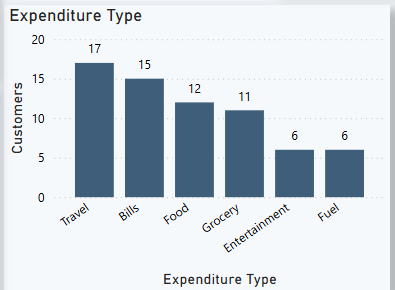 Expenditure Type
20
17
15
15
12
11
10
6
6
5
0
Customers
Travel
Bills
Food
Grocery
Entertainment
Fuel
Expenditure Type